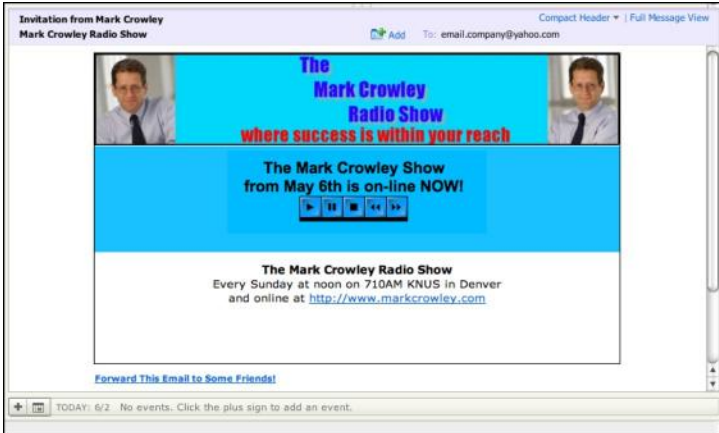 Invitation from Mark Crowley
Compact Header ▾ | Full Message View
Mark Crowley Radio Show
Add To: email.company@yahoo.com
The
Mark Crowley
Radio Show
where success is within your reach
The Mark Crowley Show
from May 6th is on-line NOW!
The Mark Crowley Radio Show
Every Sunday at noon on 710AM KNUS in Denver
and online at http://www.markcrowley.com
Forward This Email to Some Friends!
TODAY: 6/2 No events. Click the plus sign to add an event.